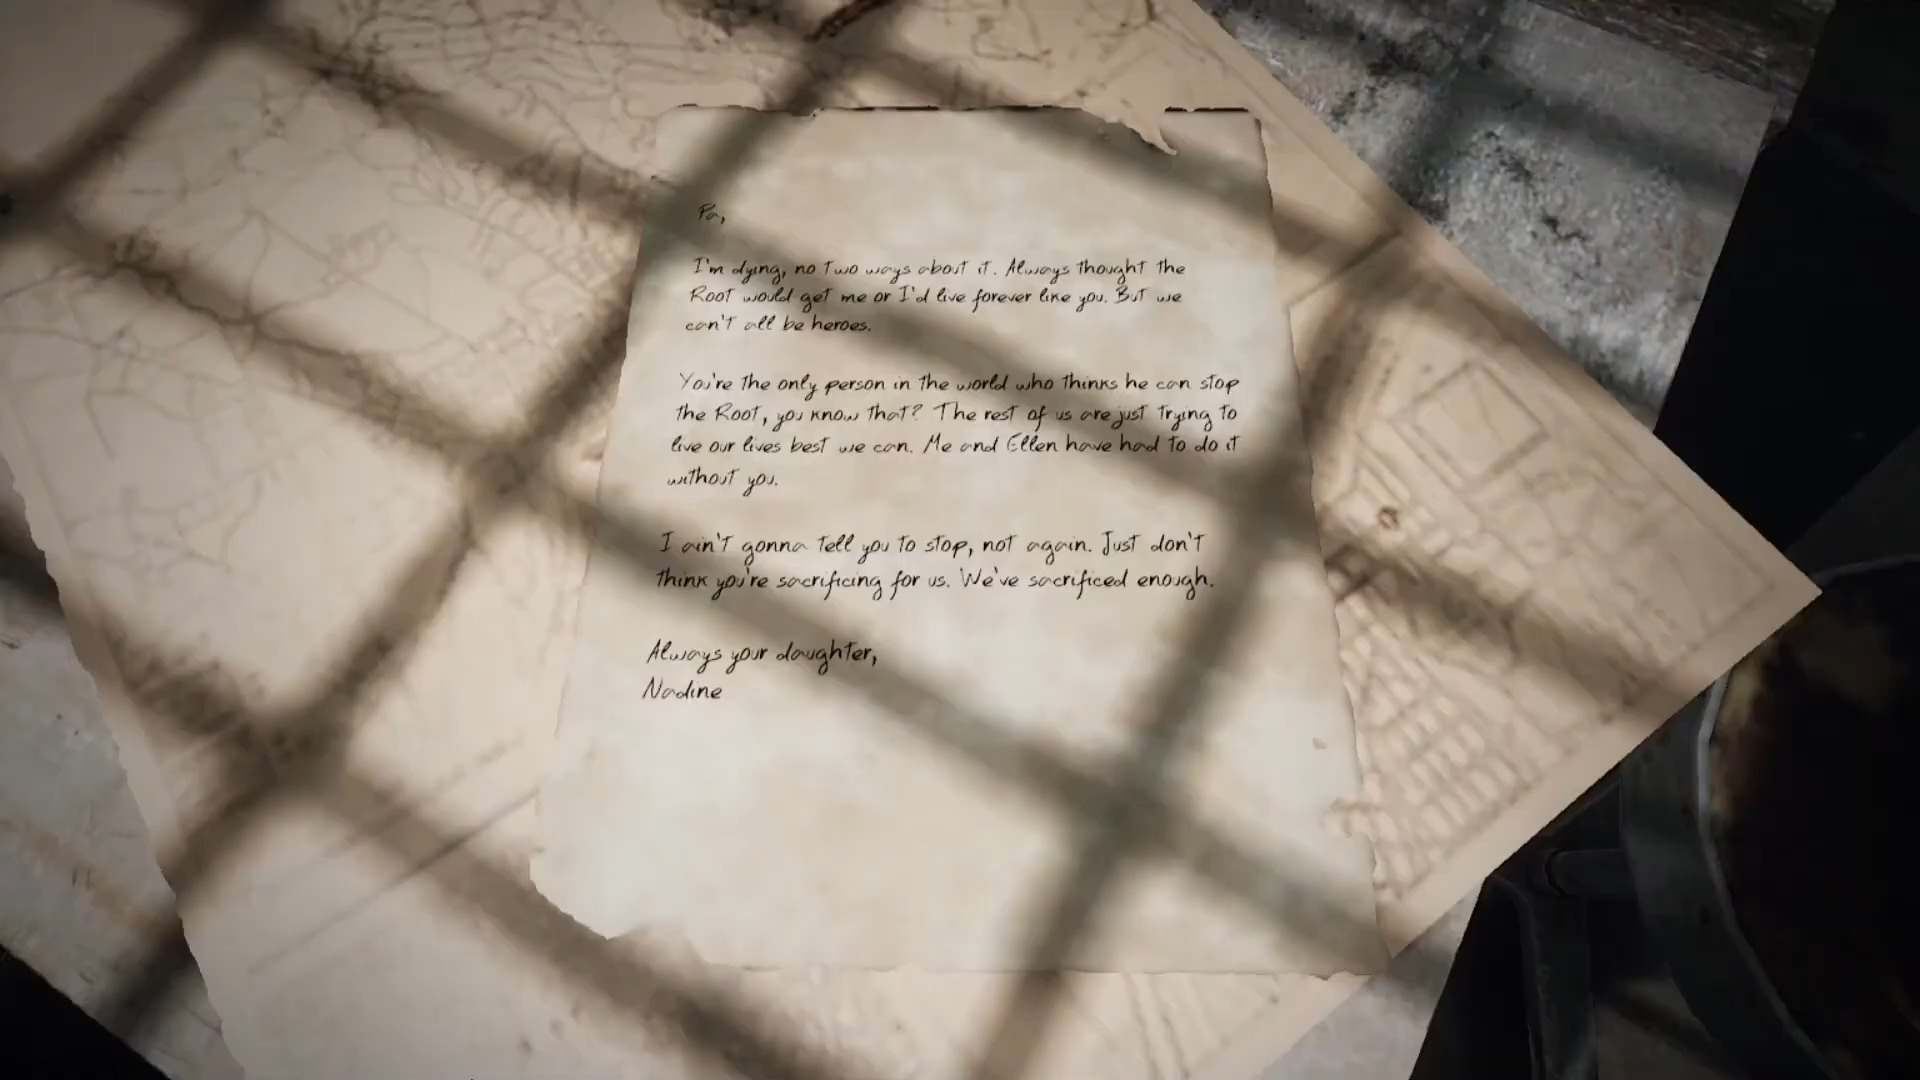 Pa,
I'm dying, no two ways about it. Always thought the
Root would get me or I'd live forever like you. But we
can't all be heroes.
You're the only person in the world who thinks he can stop
the Root, you know that? The rest of us are just trying to
live our lives best we can. Me and Ellen have had to do it
without you.
I ain't gonna tell you to stop, not again. Just don't
think you're sacrificing for us. We've sacrificed enough.
Always your daughter,
Nadine